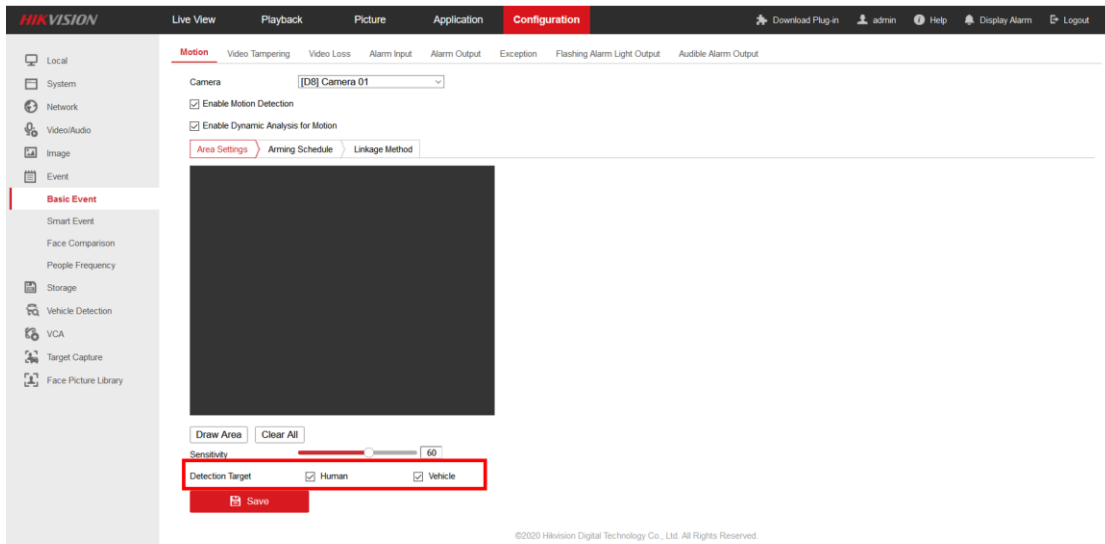 HIKVISION Live View Playback Picture Application Configuration Download Plug-in admin Help Display Alarm Logout
Local
System
Network
Video/Audio
Image
Event
Basic Event
Smart Event
Face Comparison
People Frequency
Storage
Vehicle Detection
VCA
Target Capture
Face Picture Library
Motion Video Tampering Video Loss Alarm Input Alarm Output Exception Flashing Alarm Light Output Audible Alarm Output
Camera [D8] Camera 01
Enable Motion Detection
Enable Dynamic Analysis for Motion
Area Settings Arming Schedule Linkage Method
Draw Area Clear All
Sensitivity 60
Detection Target Human Vehicle
Save
©2020 Hikvision Digital Technology Co., Ltd. All Rights Reserved.